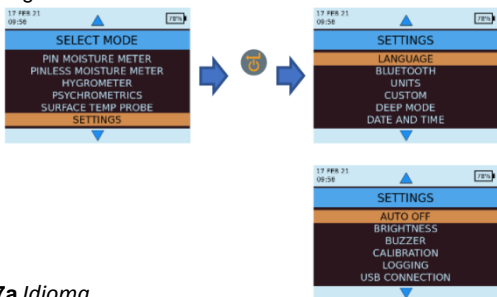 17 FEB 21
09:56
78%
SELECT MODE
PIN MOISTURE METER
PINLESS MOISTURE METER
HYGROMETER
PSYCHROMETRICS
SURFACE TEMP PROBE
SETTINGS
17 FEB 21
09:56
78%
SETTINGS
LANGUAGE
BLUETOOTH
UNITS
CUSTOM
DEEP MODE
DATE AND TIME
17 FEB 21
09:56
78%
SETTINGS
AUTO OFF
BRIGHTNESS
BUZZER
CALIBRATION
LOGGING
USB CONNECTION
7a Idioma